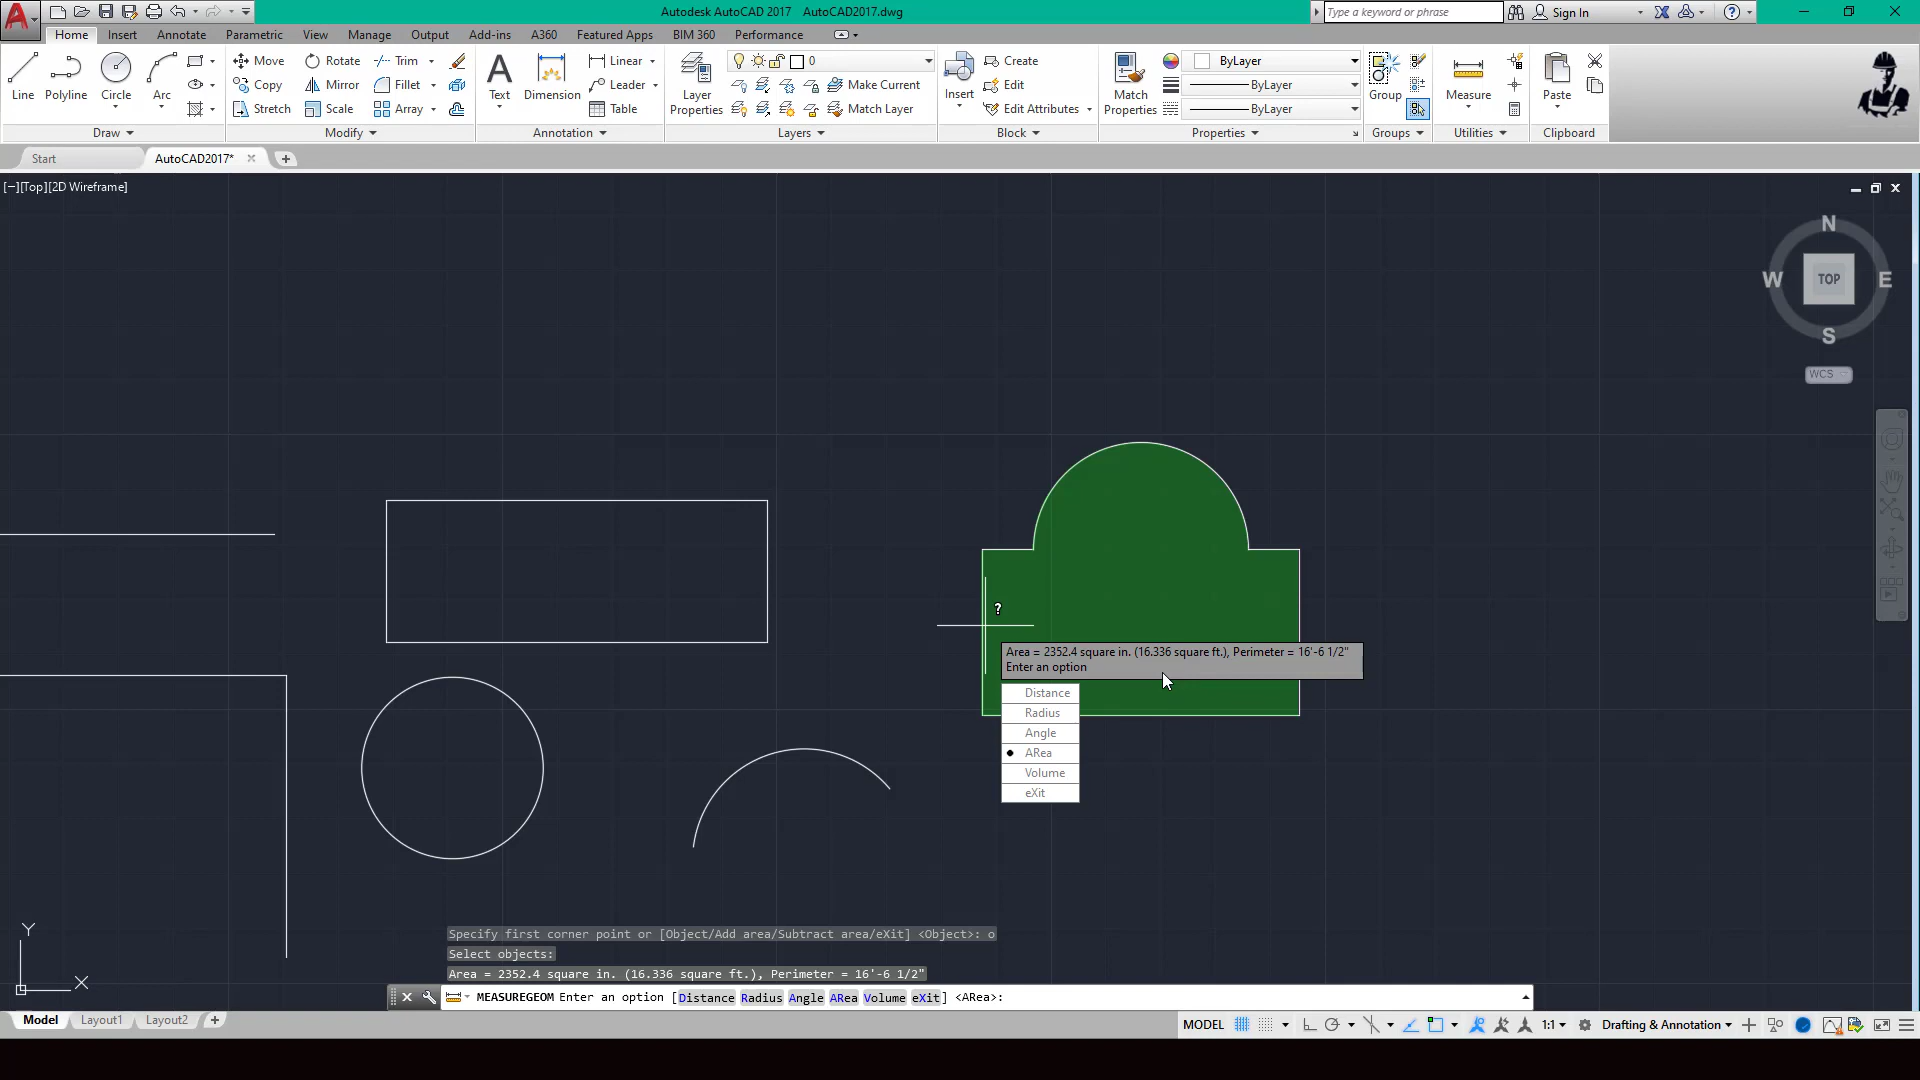 Autodesk AutoCAD 2017 AutoCAD2017.dwg
Type a keyword or phrase
Sign In
Home Insert Annotate Parametric View Manage Output Add-ins A360 Featured Apps BIM 360 Performance
Line
Polyline
Circle
Arc
Draw
Move
Rotate
Trim
Copy
Mirror
Fillet
Stretch
Scale
Array
Modify
Text
Dimension
Linear
Leader
Table
Annotation
Layer
Properties
0
Make Current
Match Layer
Layers
Insert
Create
Edit
Edit Attributes
Block
Match
Properties
ByLayer
ByLayer
ByLayer
Properties
Group
Groups
Measure
Utilities
Paste
Clipboard
Start
AutoCAD2017*
[−][Top][2D Wireframe]
N
W
TOP
E
S
WCS
?
Area = 2352.4 square in. (16.336 square ft.), Perimeter = 16'-6 1/2"
Enter an option
Distance
Radius
Angle
ARea
Volume
eXit
Y
X
Specify first corner point or [Object/Add area/Subtract area/eXit] <Object>: o
Select objects:
Area = 2352.4 square in. (16.336 square ft.), Perimeter = 16'-6 1/2"
MEASUREGEOM Enter an option [Distance Radius Angle ARea Volume eXit] <ARea>:
Model Layout1 Layout2
MODEL
1:1
Drafting & Annotation